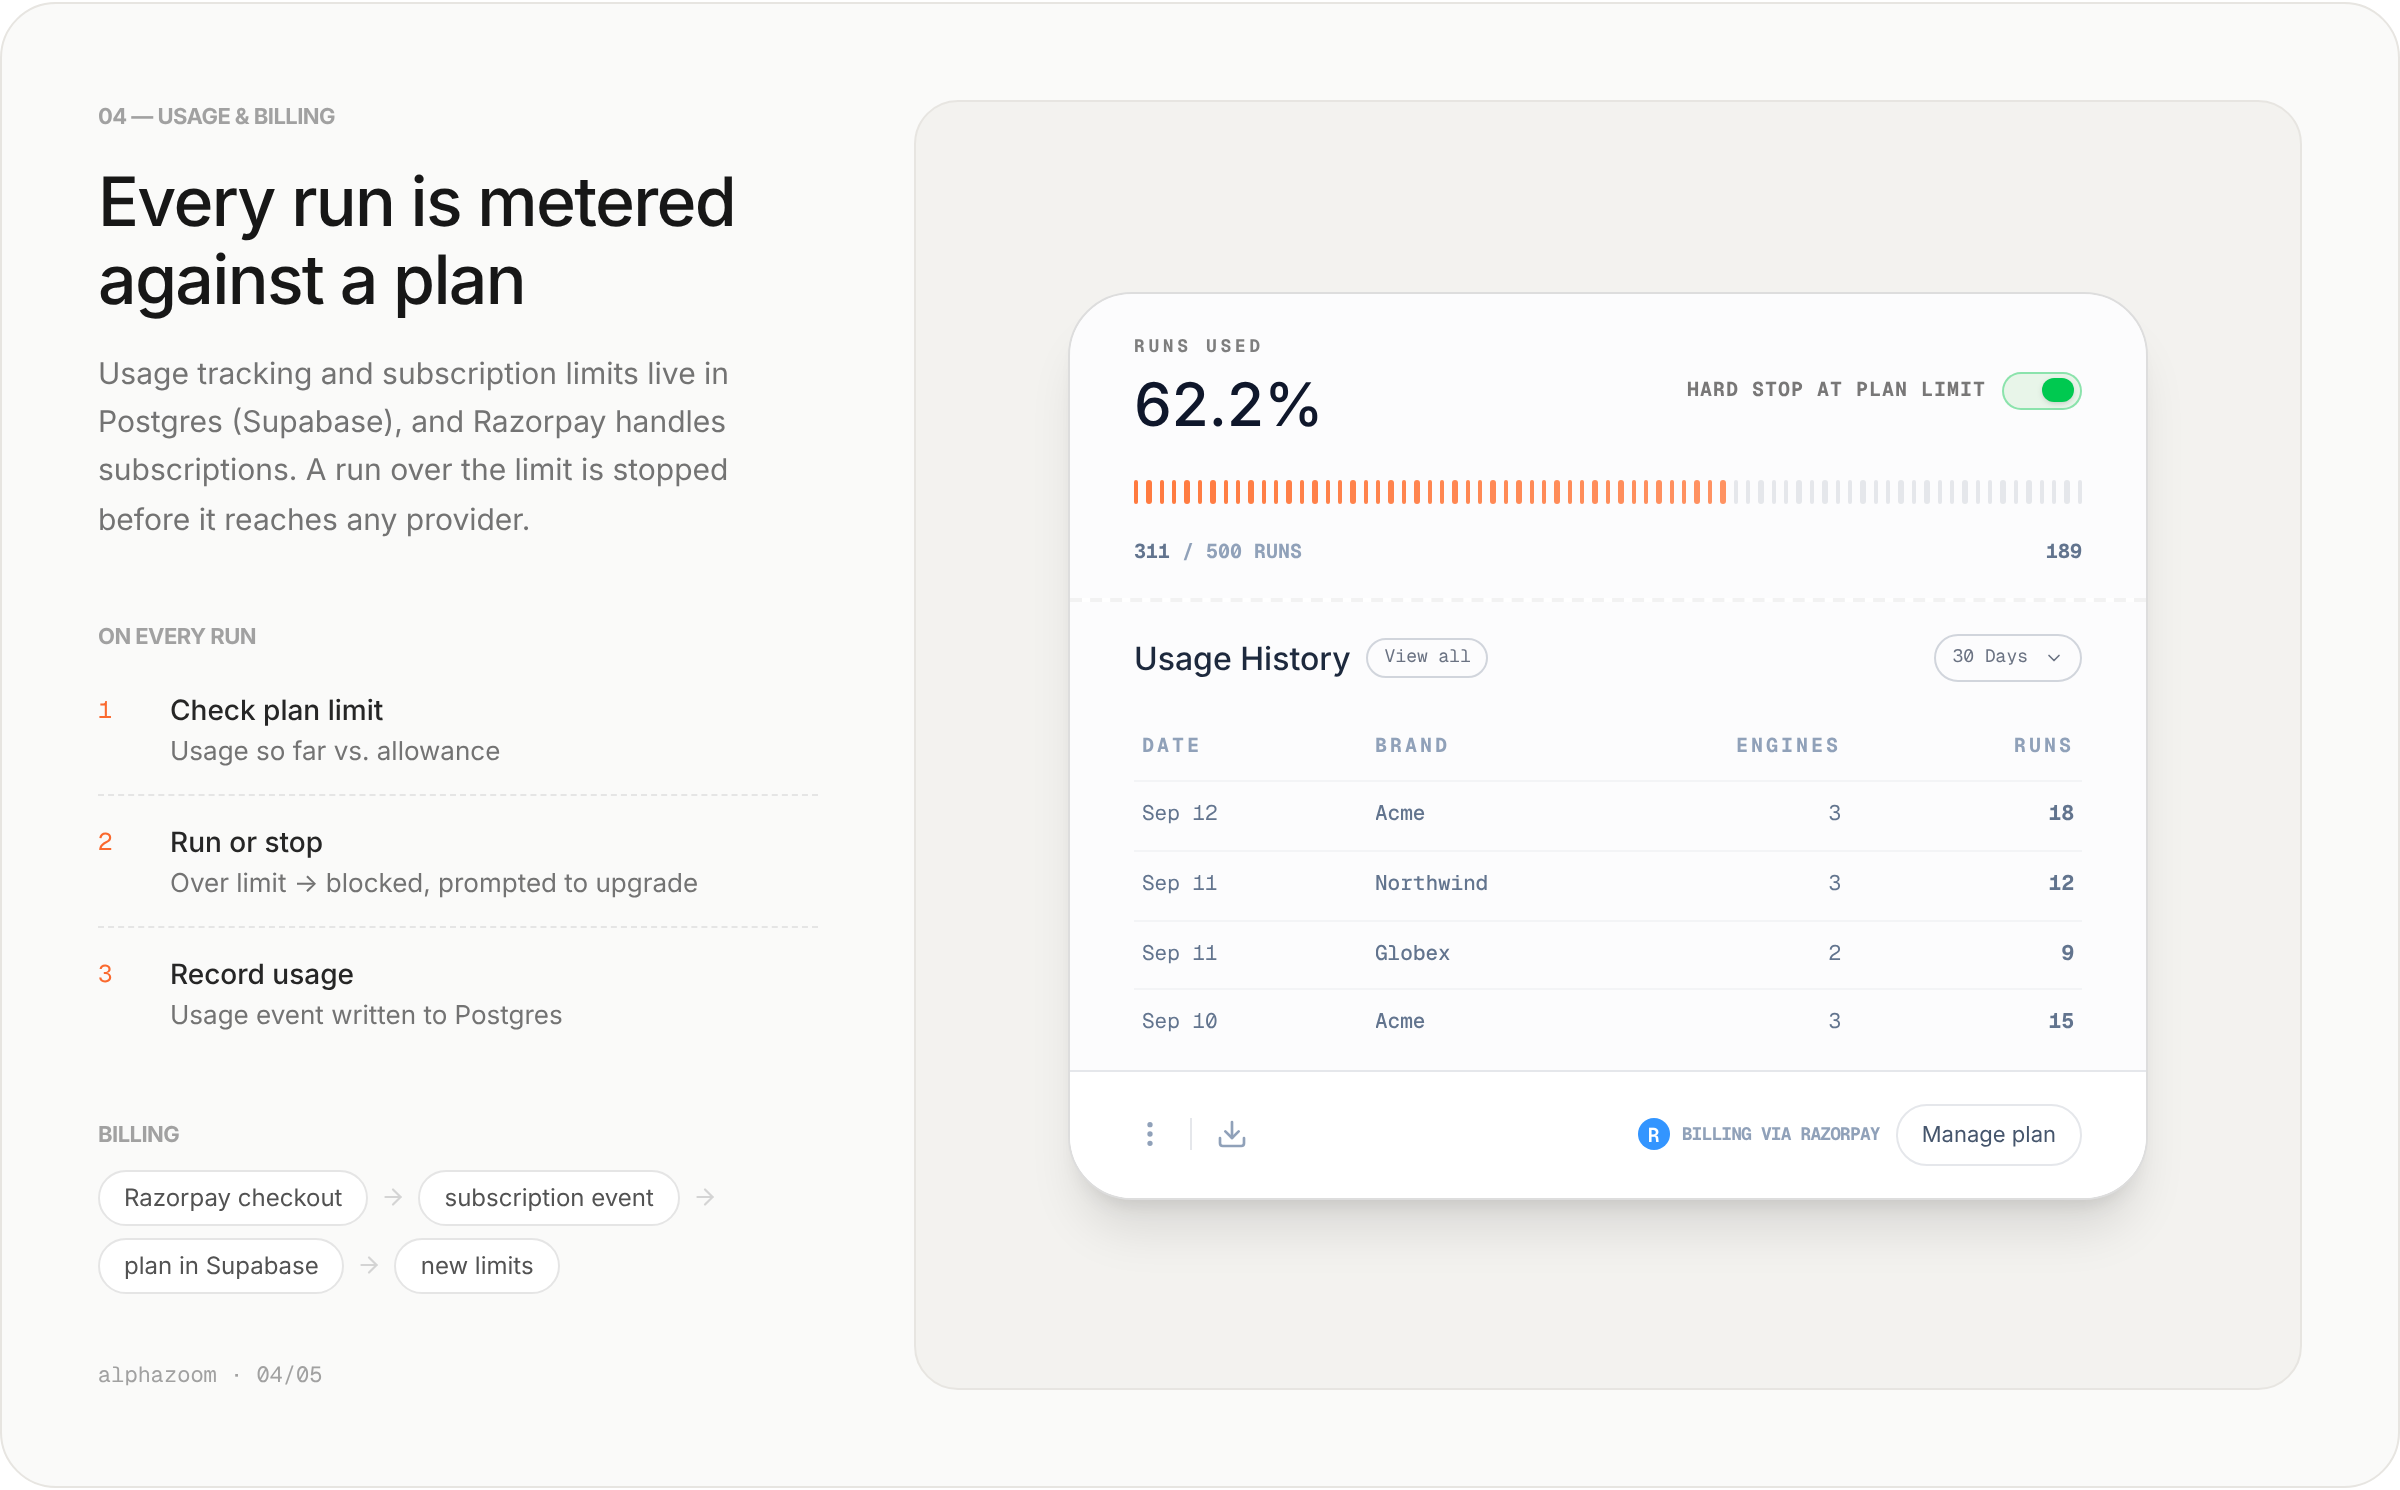 04 — USAGE & BILLING
Every run is metered
against a plan
Usage tracking and subscription limits live in
Postgres (Supabase), and Razorpay handles
subscriptions. A run over the limit is stopped
before it reaches any provider.
ON EVERY RUN
1 Check plan limit
Usage so far vs. allowance
2 Run or stop
Over limit → blocked, prompted to upgrade
3 Record usage
Usage event written to Postgres
BILLING
Razorpay checkout → subscription event →
plan in Supabase → new limits
alphazoom · 04/05
RUNS USED
62.2%
HARD STOP AT PLAN LIMIT
311 / 500 RUNS 189
Usage History View all 30 Days
DATE BRAND ENGINES RUNS
Sep 12 Acme 3 18
Sep 11 Northwind 3 12
Sep 11 Globex 2 9
Sep 10 Acme 3 15
R BILLING VIA RAZORPAY Manage plan